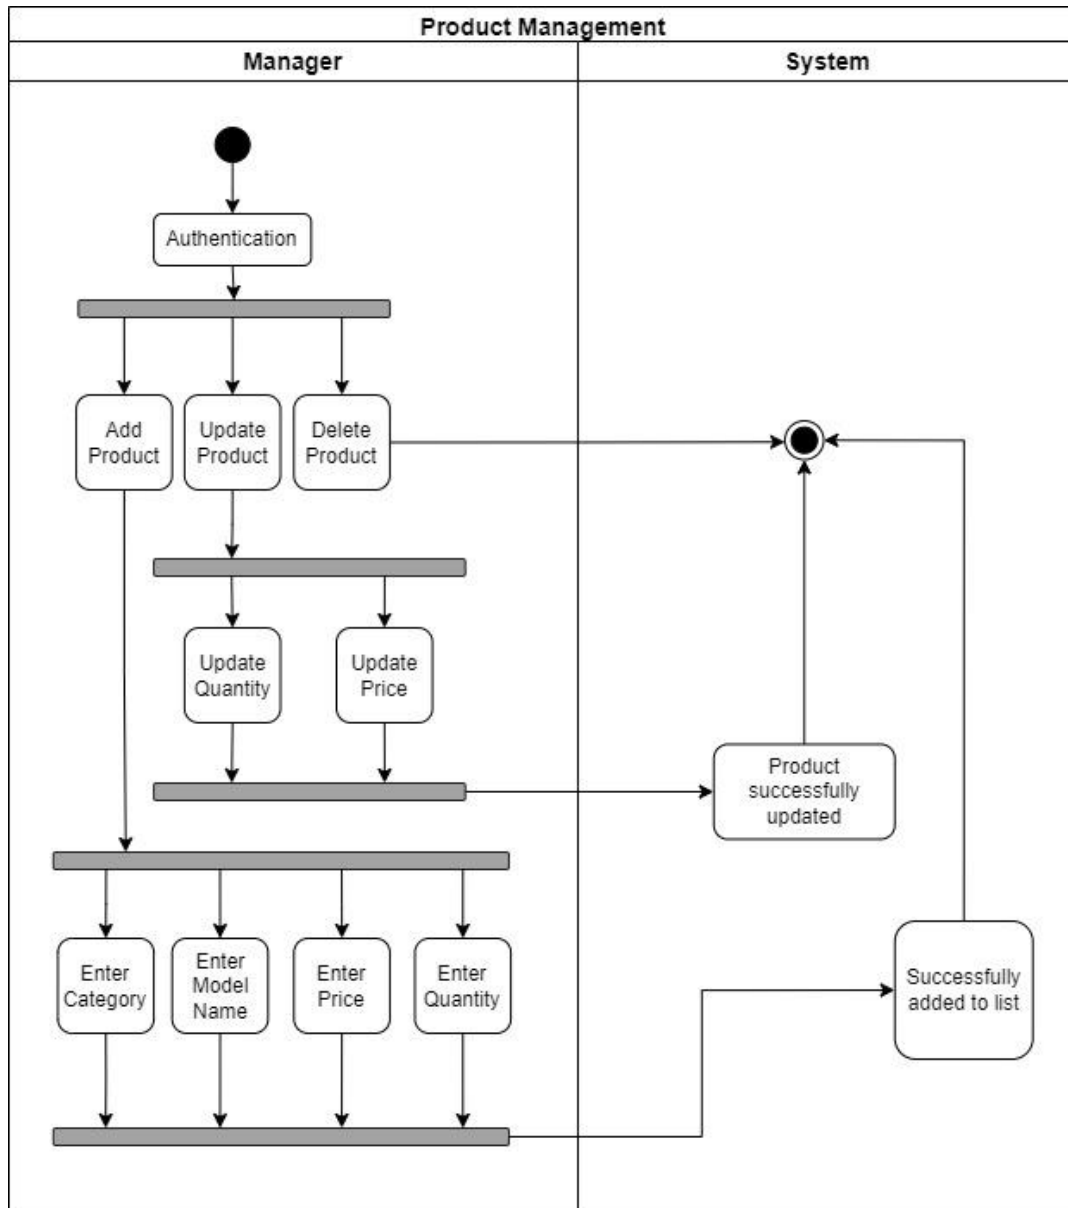 Product Management
Manager
System
Authentication
Add
Product
Update
Product
Delete
Product
Update
Quantity
Update
Price
Product
successfully
updated
Enter
Category
Enter
Model
Name
Enter
Price
Enter
Quantity
Successfully
added to list